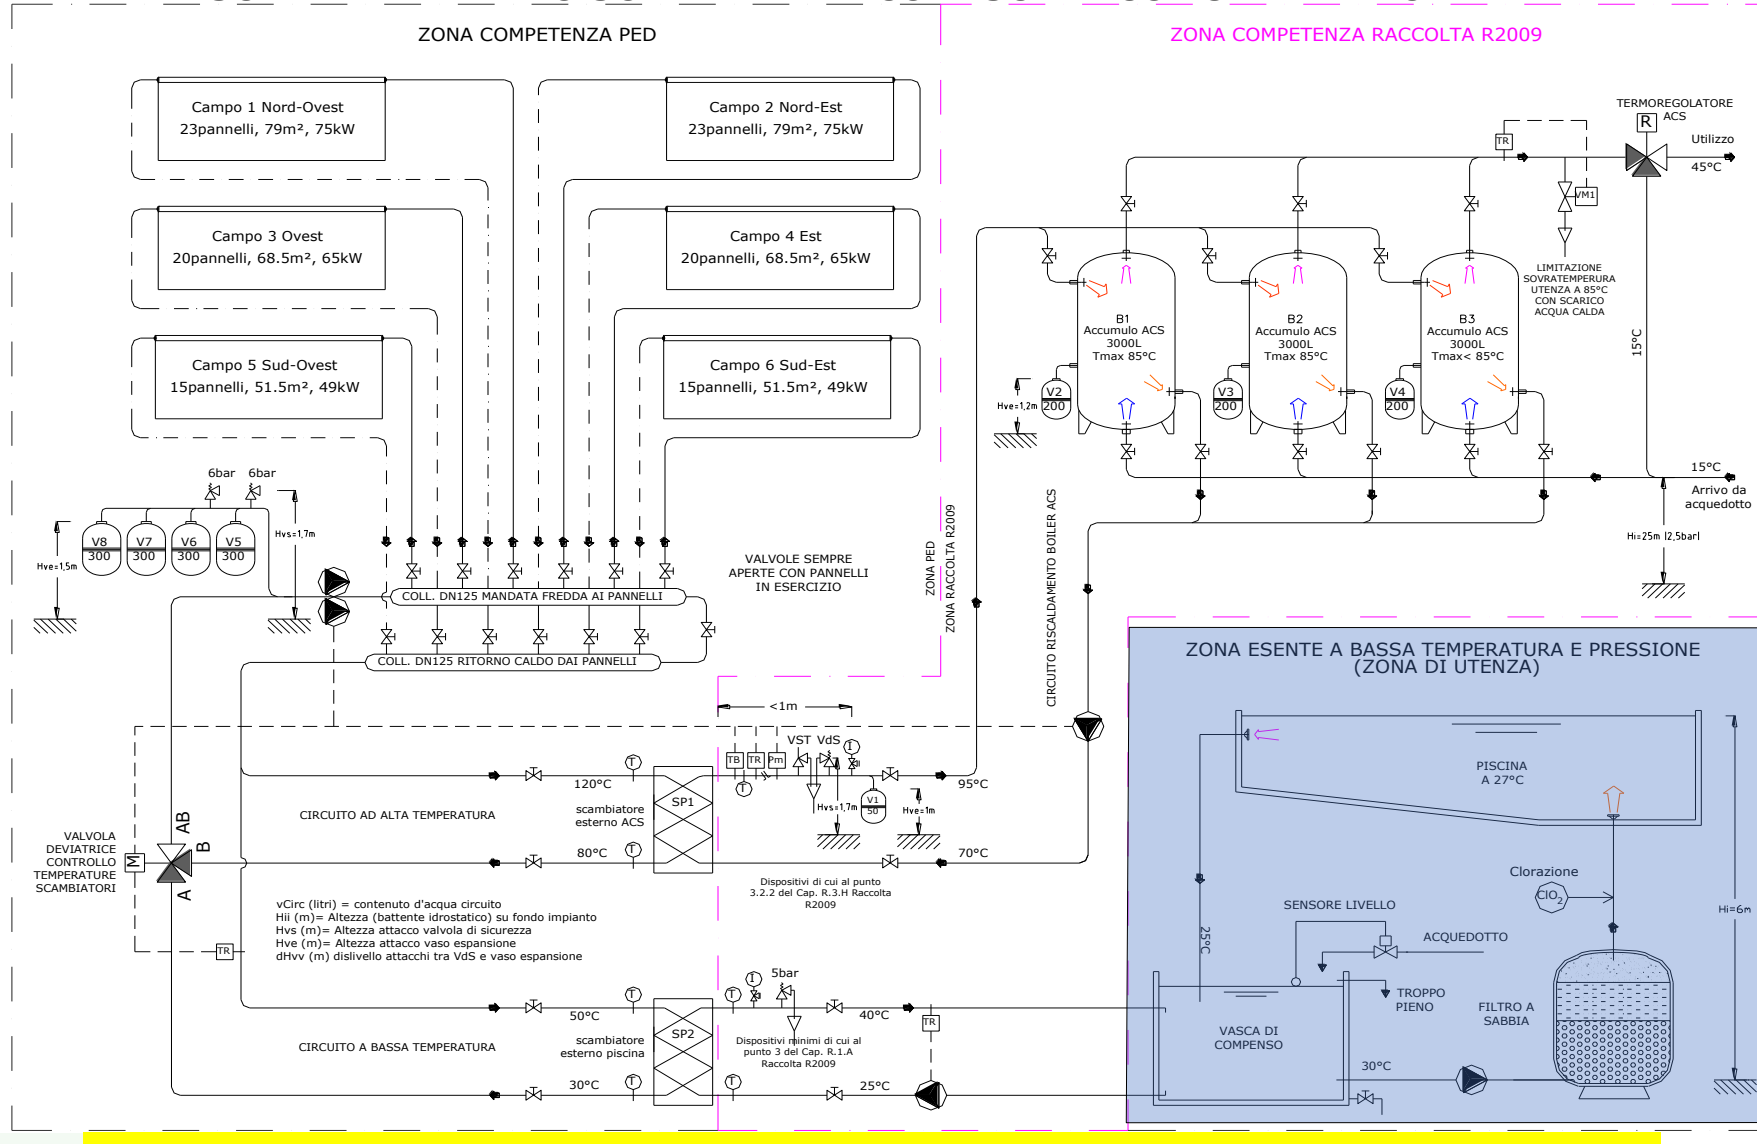 ZONA COMPETENZA PED
ZONA COMPETENZA RACCOLTA R2009
Campo 1 Nord-Ovest
23pannelli, 79m², 75kW
Campo 2 Nord-Est
23pannelli, 79m², 75kW
Campo 3 Ovest
20pannelli, 68.5m², 65kW
Campo 4 Est
20pannelli, 68.5m², 65kW
Campo 5 Sud-Ovest
15pannelli, 51.5m², 49kW
Campo 6 Sud-Est
15pannelli, 51.5m², 49kW
TERMOREGOLATORE
ACS
R
Utilizzo
45°C
TR
VM1
LIMITAZIONE
SOVRATEMPERURA
UTENZA A 85°C
CON SCARICO
ACQUA CALDA
15°C
B1
Accumulo ACS
3000L
Tmax 85°C
B2
Accumulo ACS
3000L
Tmax 85°C
B3
Accumulo ACS
3000L
Tmax< 85°C
V2
200
V3
200
V4
200
Hve=1,2m
15°C
Arrivo da
acquedotto
Hi=25m (2,5bar)
6bar
6bar
V8
300
V7
300
V6
300
V5
300
Hve=1,5m
Hvs=1,7m
VALVOLE SEMPRE
APERTE CON PANNELLI
IN ESERCIZIO
COLL. DN125 MANDATA FREDDA AI PANNELLI
COLL. DN125 RITORNO CALDO DAI PANNELLI
ZONA PED
ZONA RACCOLTA R2009
CIRCUITO RISCALDAMENTO BOILER ACS
<1m
VST VdS
I
TB
TR
Pm
T
T
120°C
SP1
scambiatore
esterno ACS
CIRCUITO AD ALTA TEMPERATURA
Hvs=1,7m
V1
50
Hve=1m
95°C
T
80°C
70°C
Dispositivi di cui al punto
3.2.2 del Cap. R.3.H Raccolta
R2009
VALVOLA
DEVIATRICE
CONTROLLO
TEMPERATURE
SCAMBIATORI
M
AB
B
A
vCirc (litri) = contenuto d'acqua circuito
Hii (m)= Altezza (battente idrostatico) su fondo impianto
Hvs (m)= Altezza attacco valvola di sicurezza
Hve (m)= Altezza attacco vaso espansione
dHvv (m) dislivello attacchi tra VdS e vaso espansione
TR
T
50°C
SP2
scambiatore
esterno piscina
CIRCUITO A BASSA TEMPERATURA
T
30°C
T
I
5bar
40°C
TR
Dispositivi minimi di cui al
punto 3 del Cap. R.1.A
Raccolta R2009
T
25°C
ZONA ESENTE A BASSA TEMPERATURA E PRESSIONE
(ZONA DI UTENZA)
PISCINA
A 27°C
Clorazione
ClO2
Hi=6m
SENSORE LIVELLO
ACQUEDOTTO
25°C
TROPPO
PIENO
FILTRO A
SABBIA
VASCA DI
COMPENSO
30°C